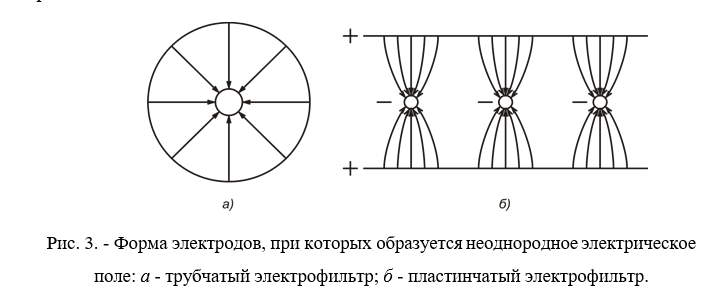 +
− − −
+
а) б)
Рис. 3. - Форма электродов, при которых образуется неоднородное электрическое
поле: а - трубчатый электрофильтр; б - пластинчатый электрофильтр.